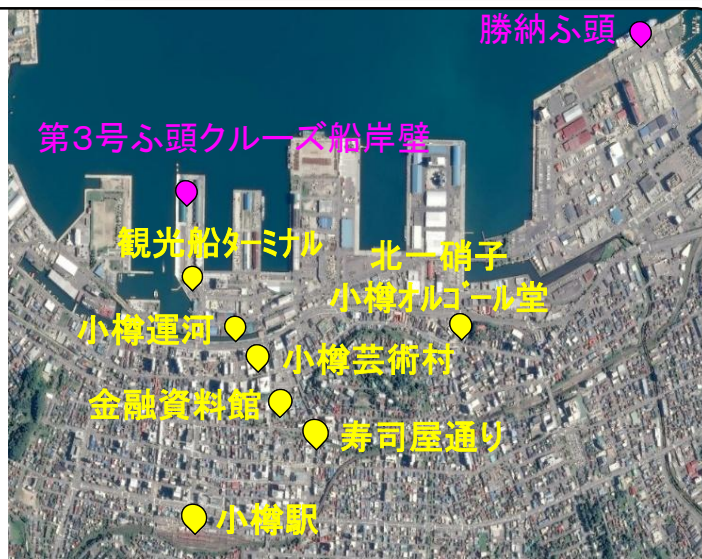 勝納ふ頭
第3号ふ頭クルーズ船岸壁
観光船ﾀｰﾐﾅﾙ
北一硝子
小樽ｵﾙｺﾞｰﾙ堂
小樽運河
小樽芸術村
金融資料館
寿司屋通り
小樽駅